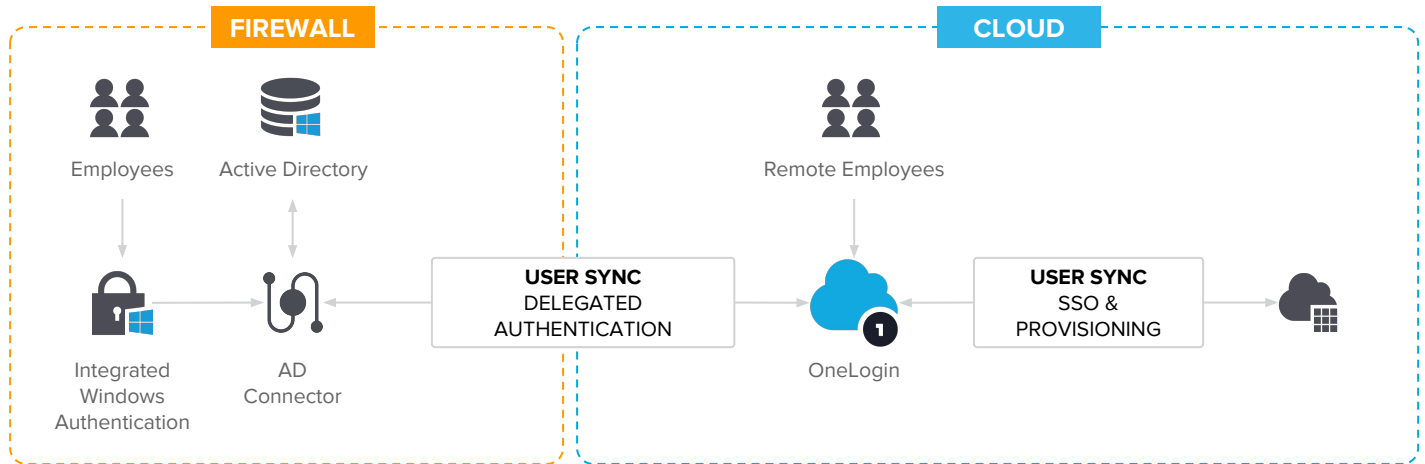 FIREWALL
CLOUD
Employees
Active Directory
Remote Employees
USER SYNC
DELEGATED
AUTHENTICATION
USER SYNC
SSO &
PROVISIONING
1
Integrated
Windows
Authentication
AD
Connector
OneLogin